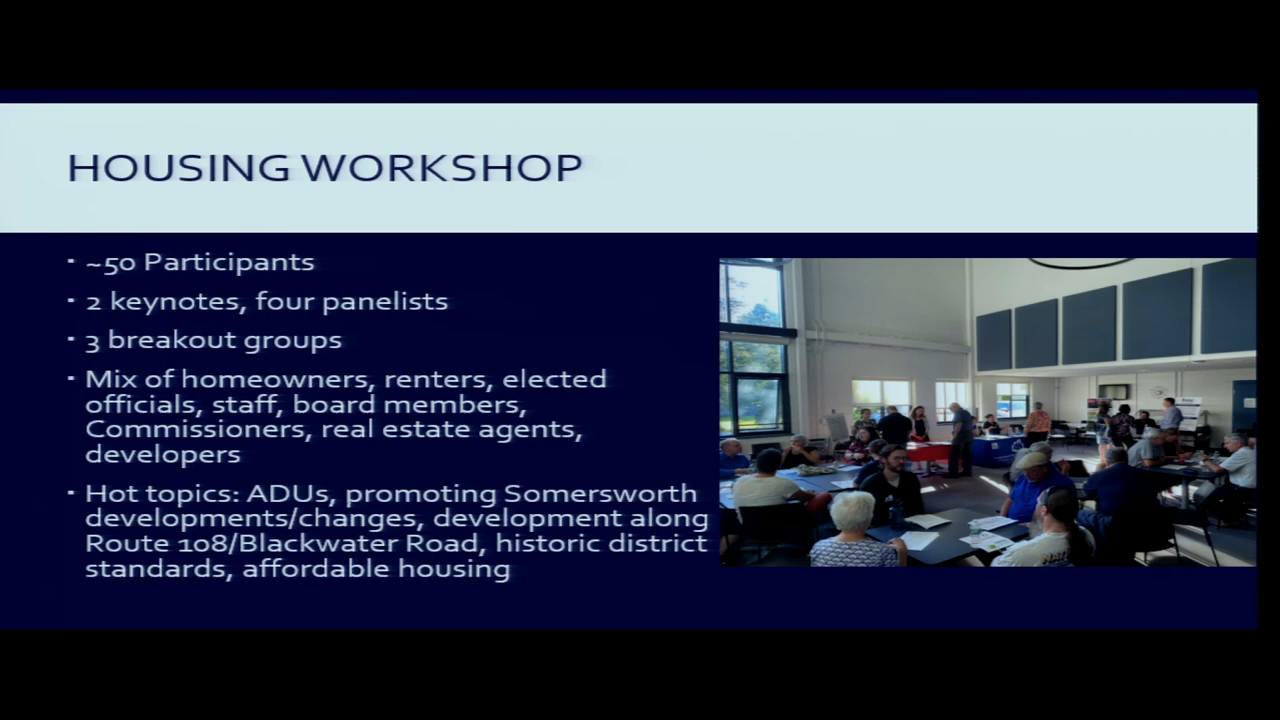 HOUSING WORKSHOP
▪ ~50 Participants
▪ 2 keynotes, four panelists
▪ 3 breakout groups
▪ Mix of homeowners, renters, elected
officials, staff, board members,
Commissioners, real estate agents,
developers
▪ Hot topics: ADUs, promoting Somersworth
developments/changes, development along
Route 108/Blackwater Road, historic district
standards, affordable housing